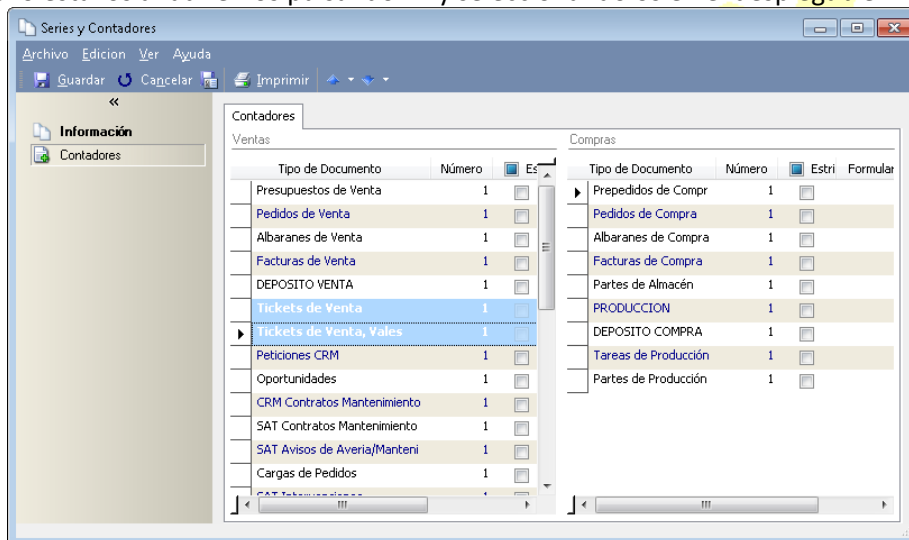 Series y Contadores
Archivo Edicion Ver Ayuda
Guardar Cancelar Imprimir
«
Información
Contadores
Contadores
Ventas
Tipo de Documento Número Es
Presupuestos de Venta 1
Pedidos de Venta 1
Albaranes de Venta 1
Facturas de Venta 1
DEPOSITO VENTA 1
Tickets de Venta 1
Tickets de Venta, Vales 1
Peticiones CRM 1
Oportunidades 1
CRM Contratos Mantenimiento 1
SAT Contratos Mantenimiento 1
SAT Avisos de Averia/Manteni 1
Cargas de Pedidos 1
Compras
Tipo de Documento Número Estri Formular
Prepedidos de Compr 1
Pedidos de Compra 1
Albaranes de Compra 1
Facturas de Compra 1
Partes de Almacén 1
PRODUCCION 1
DEPOSITO COMPRA 1
Tareas de Producción 1
Partes de Producción 1